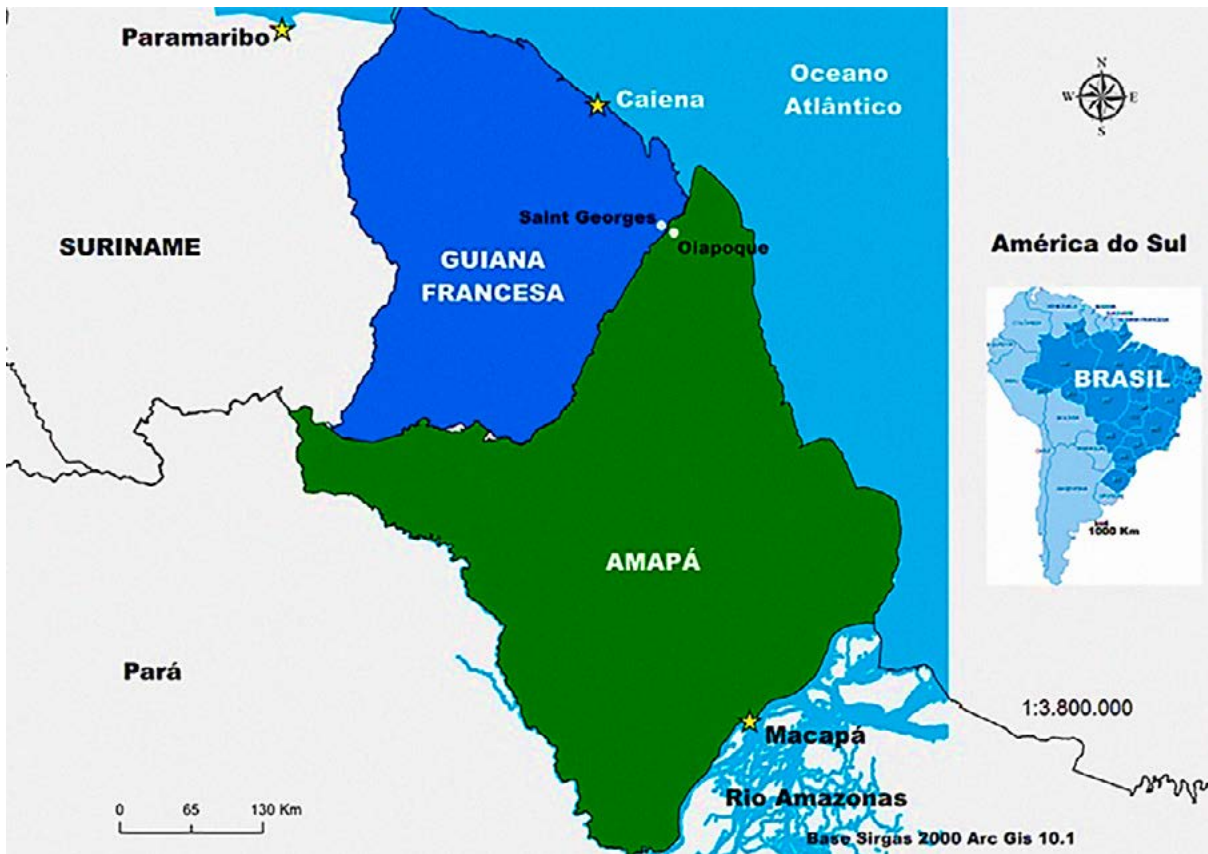 Paramaribo
Caiena
Oceano
Atlântico
N
W
E
S
Saint Georges
Oiapoque
SURINAME
GUIANA
FRANCESA
América do Sul
BRASIL
1000 Km
AMAPÁ
Pará
1:3.800.000
Macapá
Rio Amazonas
0
65
130 Km
Base Sirgas 2000 Arc Gis 10.1